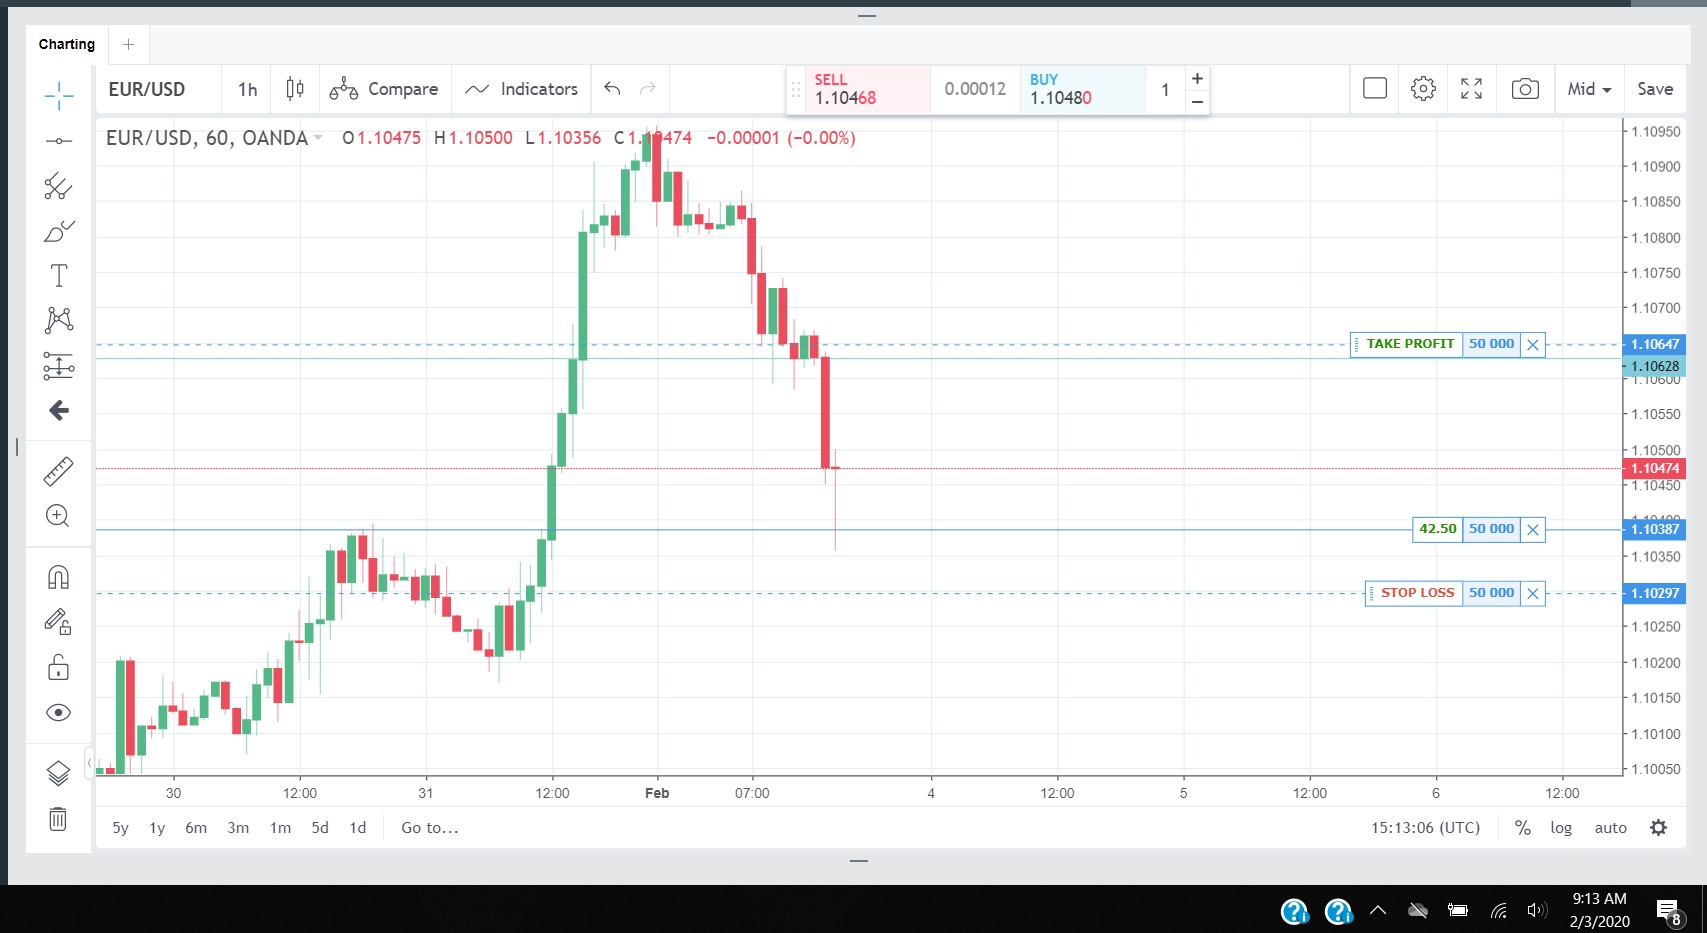 Charting +
EUR/USD 1h Compare Indicators SELL 1.10468 0.00012 BUY 1.10480 1 + − Mid Save
EUR/USD, 60, OANDA O1.10475 H1.10500 L1.10356 C1.10474 −0.00001 (−0.00%)
1.10950
1.10900
1.10850
1.10800
1.10750
1.10700
TAKE PROFIT 50 000 1.10647
1.10628
1.10600
1.10550
1.10500
1.10474
1.10450
1.10400
42.50 50 000 1.10387
1.10350
STOP LOSS 50 000 1.10297
1.10250
1.10200
1.10150
1.10100
1.10050
30 12:00 31 12:00 Feb 07:00 4 12:00 5 12:00 6 12:00
5y 1y 6m 3m 1m 5d 1d Go to... 15:13:06 (UTC) % log auto
9:13 AM
2/3/2020
8